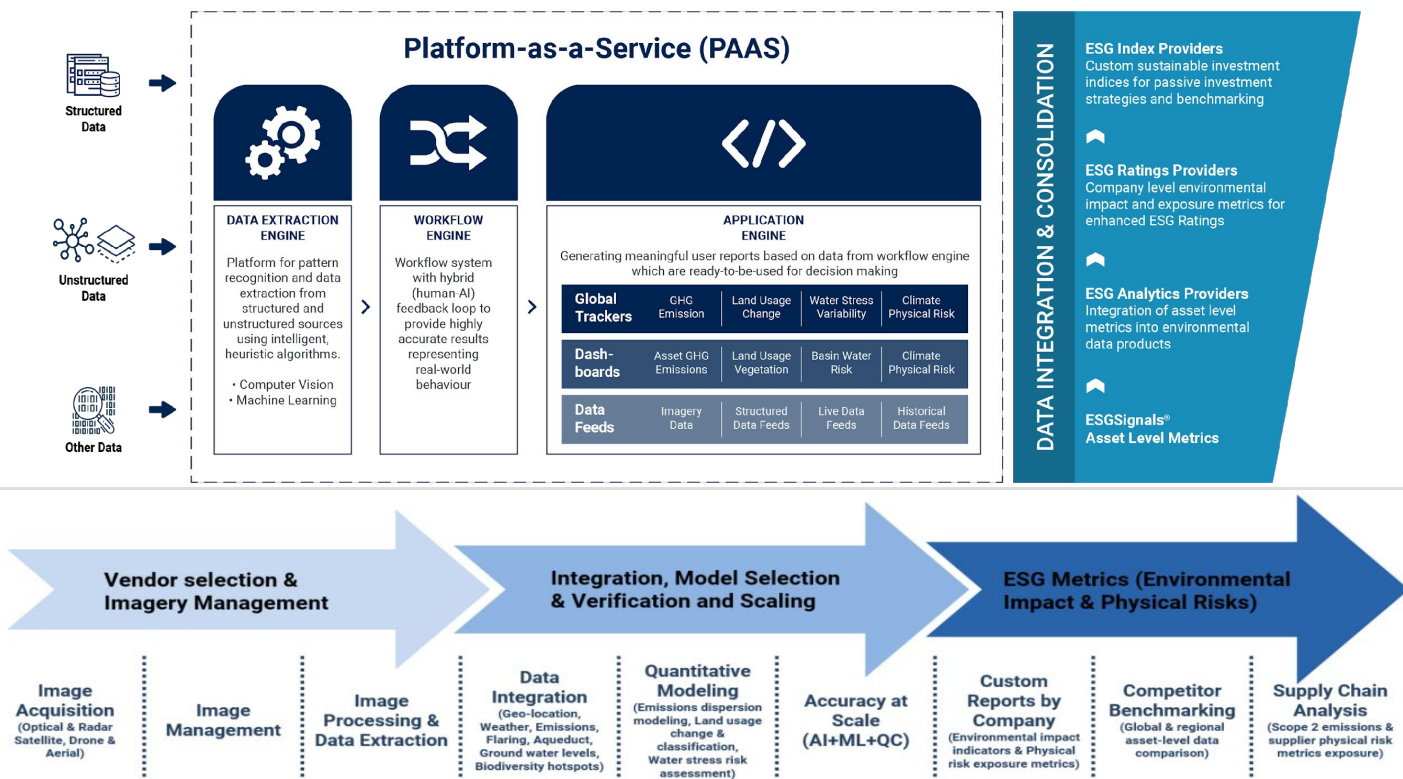 Platform-as-a-Service (PAAS)
Structured
Data
Unstructured
Data
Other Data
DATA EXTRACTION
ENGINE
Platform for pattern
recognition and data
extraction from
structured and
unstructured sources
using intelligent,
heuristic algorithms.
• Computer Vision
• Machine Learning
WORKFLOW
ENGINE
Workflow system
with hybrid
(human-AI)
feedback loop to
provide highly
accurate results
representing
real-world
behaviour
APPLICATION
ENGINE
Generating meaningful user reports based on data from workflow engine
which are ready-to-be-used for decision making
Global
Trackers
GHG
Emission
Land Usage
Change
Water Stress
Variability
Climate
Physical Risk
Dash-
boards
Asset GHG
Emissions
Land Usage
Vegetation
Basin Water
Risk
Climate
Physical Risk
Data
Feeds
Imagery
Data
Structured
Data Feeds
Live Data
Feeds
Historical
Data Feeds
DATA INTEGRATION & CONSOLIDATION
ESG Index Providers
Custom sustainable investment
indices for passive investment
strategies and benchmarking
ESG Ratings Providers
Company level environmental
impact and exposure metrics for
enhanced ESG Ratings
ESG Analytics Providers
Integration of asset level
metrics into environmental
data products
ESGSignals®
Asset Level Metrics
Vendor selection &
Imagery Management
Integration, Model Selection
& Verification and Scaling
ESG Metrics (Environmental
Impact & Physical Risks)
Image
Acquisition
(Optical & Radar
Satellite, Drone &
Aerial)
Image
Management
Image
Processing &
Data Extraction
Data
Integration
(Geo-location,
Weather, Emissions,
Flaring, Aqueduct,
Ground water levels,
Biodiversity hotspots)
Quantitative
Modeling
(Emissions dispersion
modeling, Land usage
change &
classification,
Water stress risk
assessment)
Accuracy at
Scale
(AI+ML+QC)
Custom
Reports by
Company
(Environmental impact
indicators & Physical
risk exposure metrics)
Competitor
Benchmarking
(Global & regional
asset-level data
comparison)
Supply Chain
Analysis
(Scope 2 emissions &
supplier physical risk
metrics exposure)